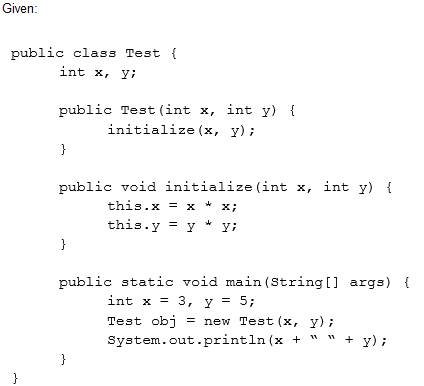 Given:
public class Test {
int x, y;
public Test(int x, int y) {
initialize(x, y);
}
public void initialize(int x, int y) {
this.x = x * x;
this.y = y * y;
}
public static void main(String[] args) {
int x = 3, y = 5;
Test obj = new Test(x, y);
System.out.println(x + “ “ + y);
}
}